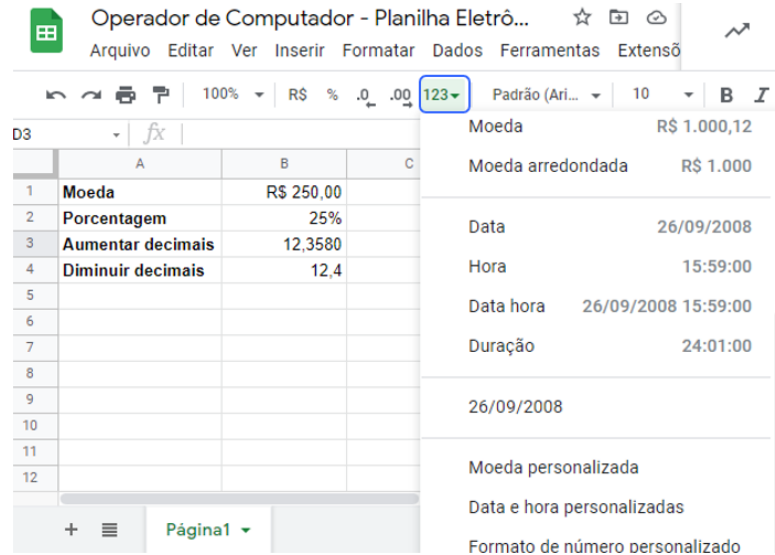 Operador de Computador - Planilha Eletrô...
Arquivo Editar Ver Inserir Formatar Dados Ferramentas Extensõ
100% R$ % .0 .00 123 Padrão (Ari... 10 B I
D3 fx
A B C
1 Moeda R$ 250,00
2 Porcentagem 25%
3 Aumentar decimais 12,3580
4 Diminuir decimais 12,4
5
6
7
8
9
10
11
12
Moeda R$ 1.000,12
Moeda arredondada R$ 1.000
Data 26/09/2008
Hora 15:59:00
Data hora 26/09/2008 15:59:00
Duração 24:01:00
26/09/2008
Moeda personalizada
Data e hora personalizadas
Formato de número personalizado
+ Página1